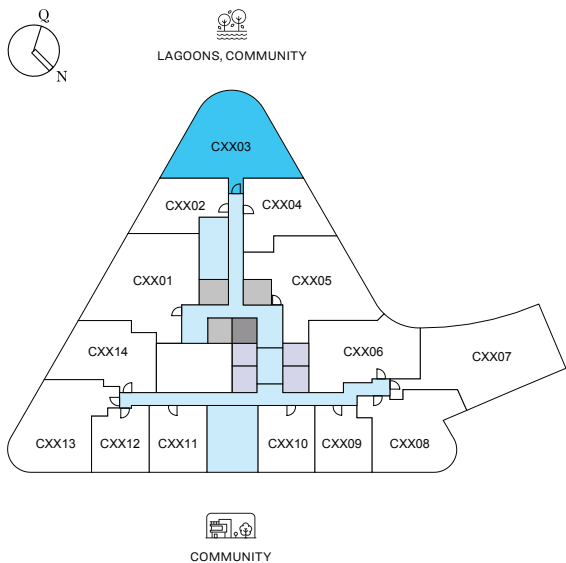 Q
N
LAGOONS, COMMUNITY
CXX03
CXX02
CXX04
CXX01
CXX05
CXX14
CXX06
CXX07
CXX13
CXX12
CXX11
CXX10
CXX09
CXX08
COMMUNITY